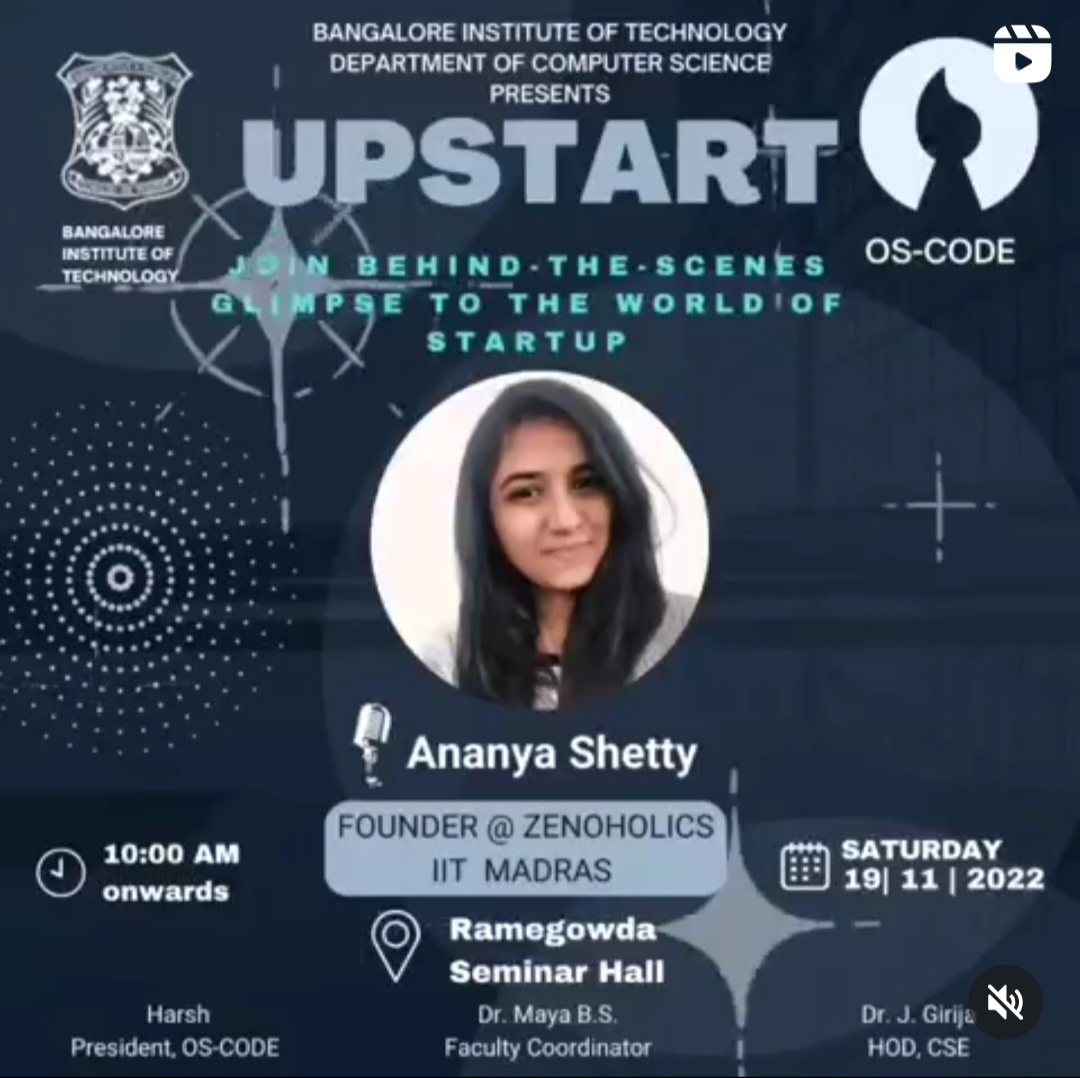 BANGALORE INSTITUTE OF TECHNOLOGY
DEPARTMENT OF COMPUTER SCIENCE
PRESENTS
UPSTART
BANGALORE
INSTITUTE OF
TECHNOLOGY
OS-CODE
JOIN BEHIND-THE-SCENES
GLIMPSE TO THE WORLD OF
STARTUP
Ananya Shetty
FOUNDER @ ZENOHOLICS
IIT MADRAS
10:00 AM
onwards
SATURDAY
19| 11 | 2022
Ramegowda
Seminar Hall
Harsh
President, OS-CODE
Dr. Maya B.S.
Faculty Coordinator
Dr. J. Girija
HOD, CSE